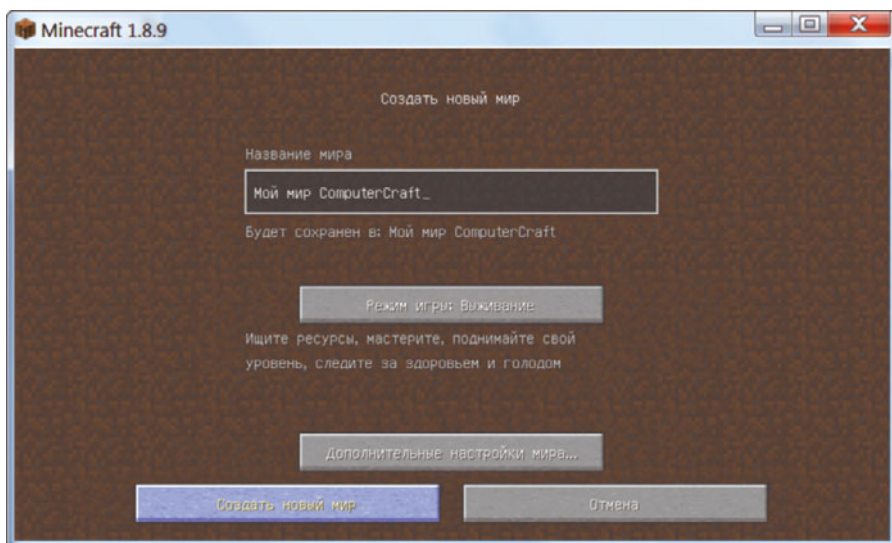 Minecraft 1.8.9
Создать новый мир
Название мира
Мой мир ComputerCraft_
Будет сохранен в: Мой мир ComputerCraft
Режим игры: Выживание
Ищите ресурсы, мастерите, поднимайте свой
уровень, следите за здоровьем и голодом
Дополнительные настройки мира...
Создать новый мир
Отмена